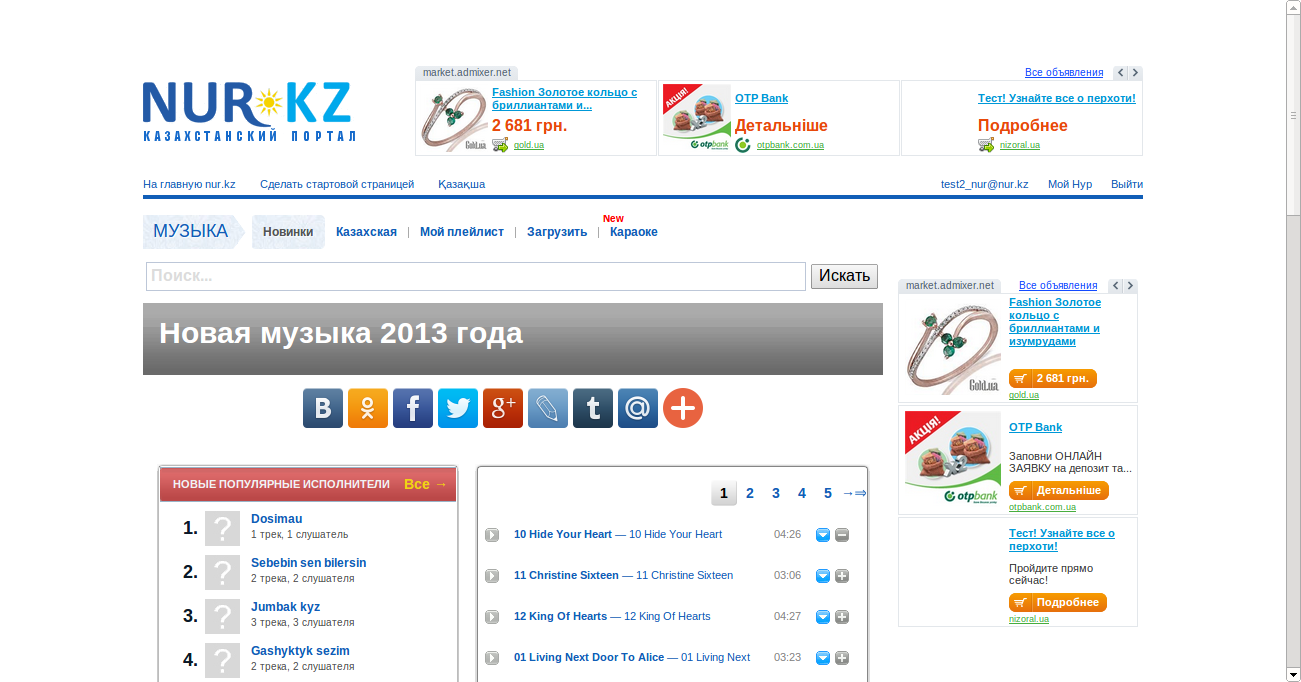 NUR KZ
КАЗАХСТАНСКИЙ ПОРТАЛ
market.admixer.net
Все объявления
Fashion Золотое кольцо с
бриллиантами и...
2 681 грн.
gold.ua
Gold.ua
АКЦІЯ!
otpbank
OTP Bank
Детальніше
otpbank.com.ua
Тест! Узнайте все о перхоти!
Подробнее
nizoral.ua
На главную nur.kz
Сделать стартовой страницей
Қазақша
test2_nur@nur.kz
Мой Нур
Выйти
МУЗЫКА
Новинки
Казахская
Мой плейлист
Загрузить
New
Караоке
Поиск...
Искать
Новая музыка 2013 года
НОВЫЕ ПОПУЛЯРНЫЕ ИСПОЛНИТЕЛИ
Все →
1.
?
Dosimau
1 трек, 1 слушатель
2.
?
Sebebin sen bilersin
2 трека, 2 слушателя
3.
?
Jumbak kyz
3 трека, 3 слушателя
4.
?
Gashyktyk sezim
2 трека, 2 слушателя
1 2 3 4 5 →⇒
10 Hide Your Heart — 10 Hide Your Heart 04:26
11 Christine Sixteen — 11 Christine Sixteen 03:06
12 King Of Hearts — 12 King Of Hearts 04:27
01 Living Next Door To Alice — 01 Living Next 03:23
market.admixer.net
Все объявления
Fashion Золотое
кольцо с
бриллиантами и
изумрудами
2 681 грн.
gold.ua
Gold.ua
АКЦІЯ!
otpbank
OTP Bank
Заповни ОНЛАЙН
ЗАЯВКУ на депозит та...
Детальніше
otpbank.com.ua
Тест! Узнайте все о
перхоти!
Пройдите прямо
сейчас!
Подробнее
nizoral.ua